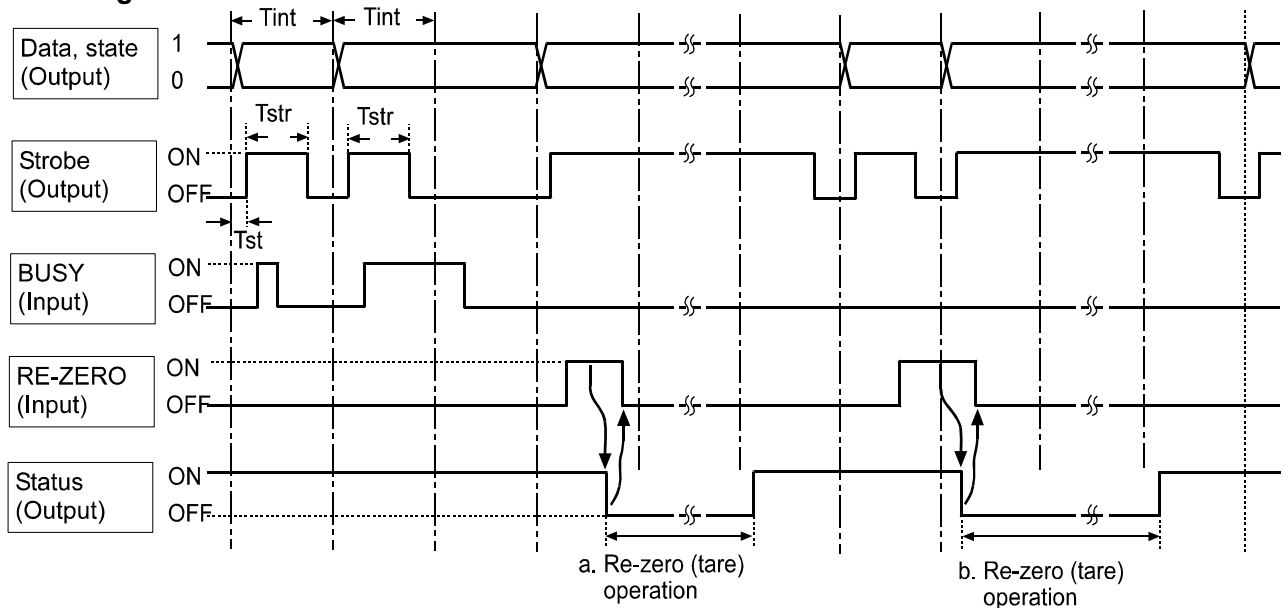 Tint Tint
Data, state
(Output)
1
0
Tstr Tstr
Strobe
(Output)
ON
OFF
Tst
BUSY
(Input)
ON
OFF
RE-ZERO
(Input)
ON
OFF
Status
(Output)
ON
OFF
a. Re-zero (tare)
operation
b. Re-zero (tare)
operation